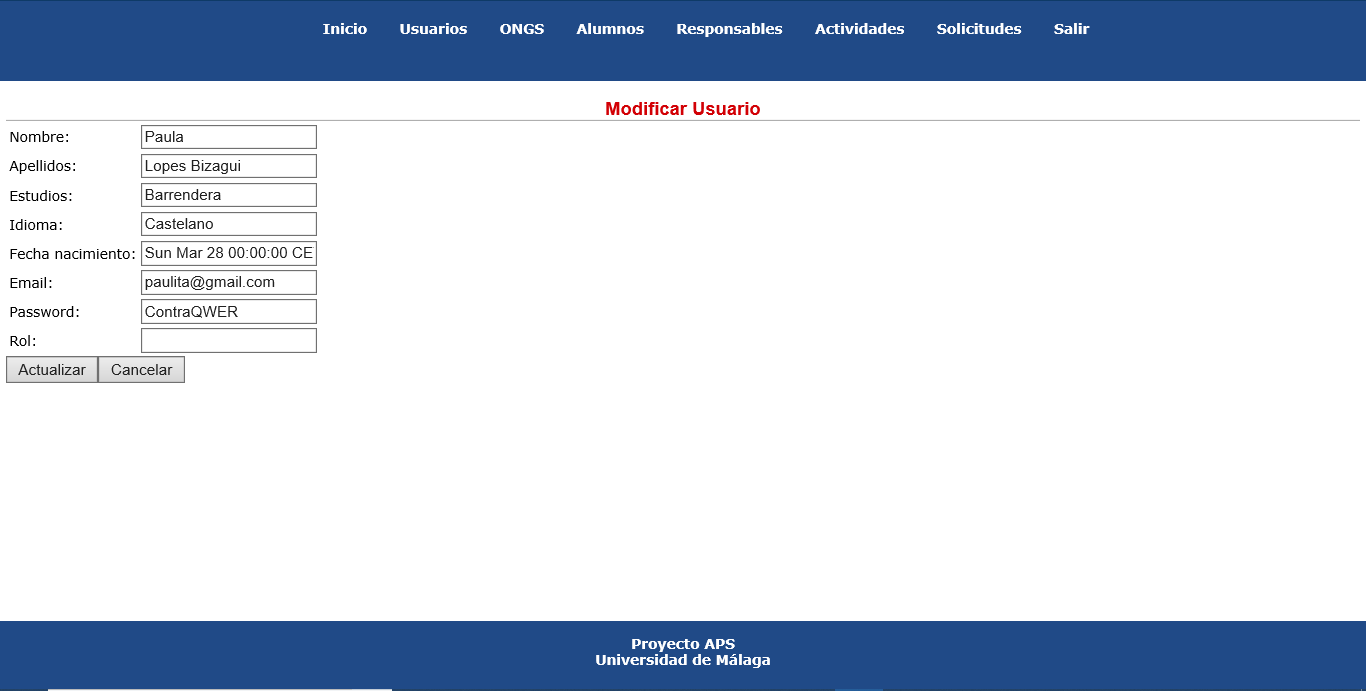 Inicio Usuarios ONGS Alumnos Responsables Actividades Solicitudes Salir
Modificar Usuario
Nombre: Paula
Apellidos: Lopes Bizagui
Estudios: Barrendera
Idioma: Castelano
Fecha nacimiento: Sun Mar 28 00:00:00 CE
Email: paulita@gmail.com
Password: ContraQWER
Rol:
Actualizar Cancelar
Proyecto APS
Universidad de Málaga